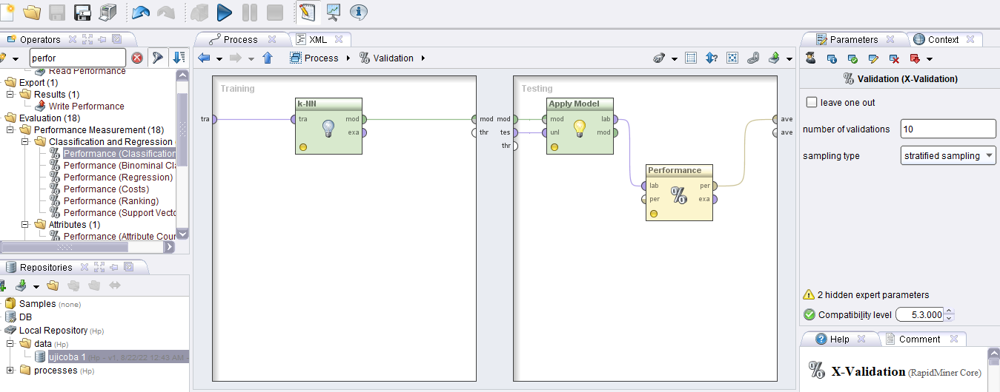 Operators
Process
XML
Parameters
Context
perfor
Process
Validation
Read Performance
Export (1)
Results (1)
Write Performance
Evaluation (18)
Performance Measurement (18)
Classification and Regression
Performance (Classification
Performance (Binominal Cla
Performance (Regression)
Performance (Costs)
Performance (Ranking)
Performance (Support Vecto
Attributes (1)
Performance (Attribute Coun
Training
k-NN
tra
tra
mod
exa
mod
thr
Testing
mod
tes
thr
Apply Model
mod
unl
lab
mod
Performance
lab
per
per
exa
ave
ave
Validation (X-Validation)
leave one out
number of validations
10
sampling type
stratified sampling
2 hidden expert parameters
Compatibility level
5.3.000
Help
Comment
X-Validation (RapidMiner Core)
Repositories
Samples (none)
DB
Local Repository (Hp)
data (Hp)
ujicoba 1 (Hp – v1, 8/22/22 12:43 AM –
processes (Hp)